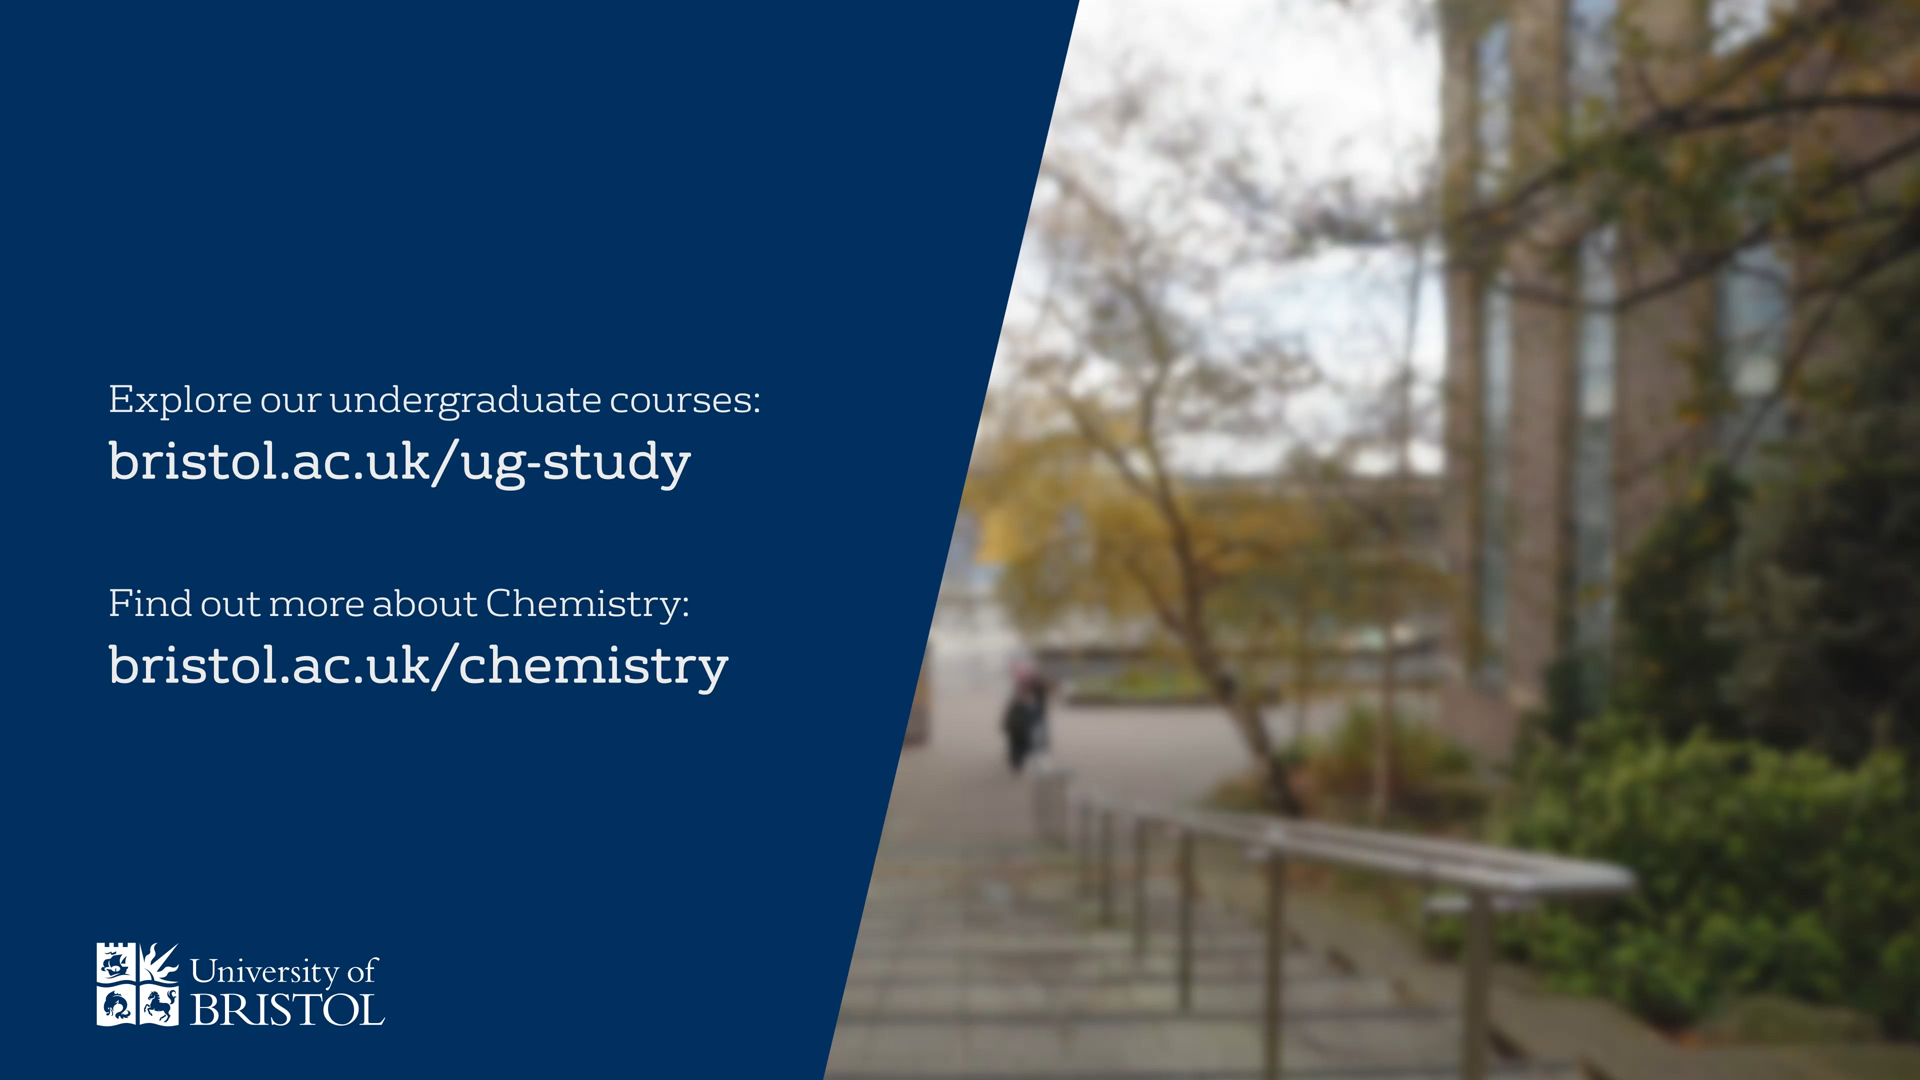 Explore our undergraduate courses:
bristol.ac.uk/ug-study
Find out more about Chemistry:
bristol.ac.uk/chemistry
University of
BRISTOL